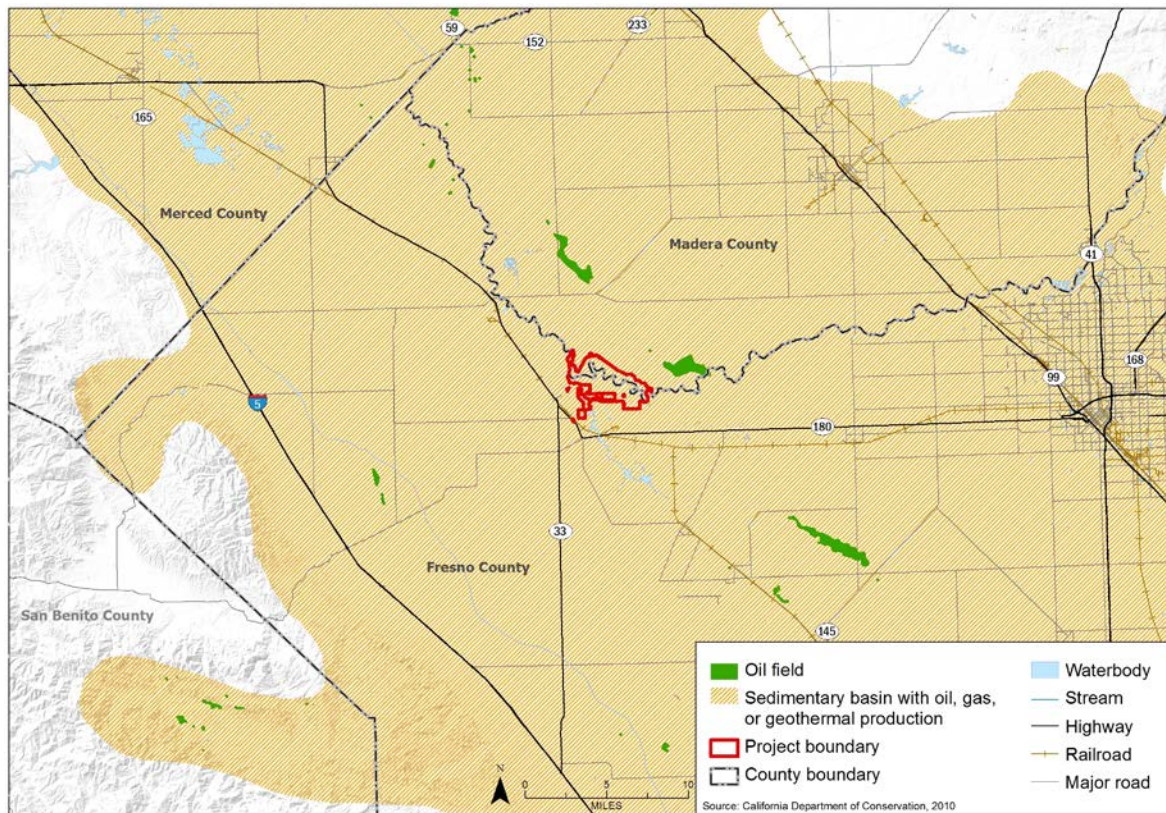 59
233
152
165
Merced County
Madera County
41
168
99
5
180
33
Fresno County
San Benito County
145
Oil field
Sedimentary basin with oil, gas,
or geothermal production
Project boundary
County boundary
Waterbody
Stream
Highway
Railroad
Major road
N
0 5 10
MILES
Source: California Department of Conservation, 2010